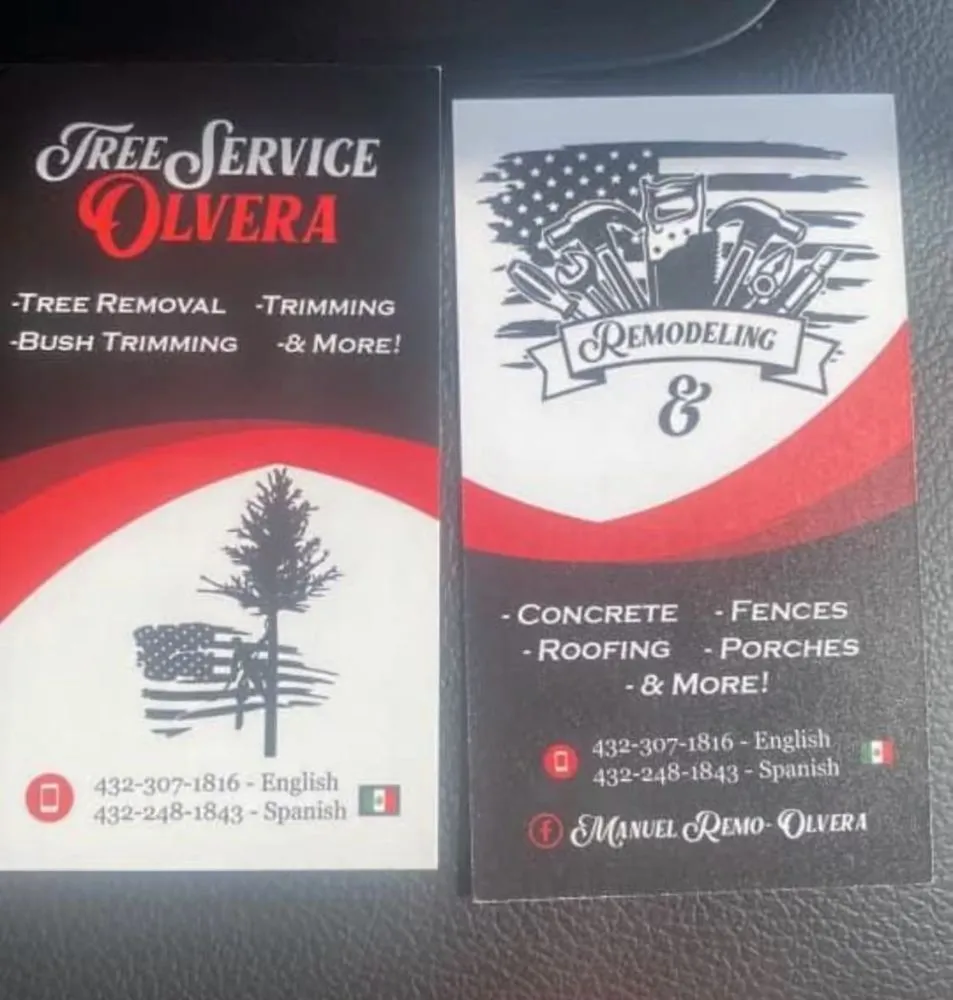 Tree Service
Olvera
-Tree Removal -Trimming
-Bush Trimming -& More!
432-307-1816 - English
432-248-1843 - Spanish
Remodeling
&
- Concrete - Fences
- Roofing - Porches
- & More!
432-307-1816 - English
432-248-1843 - Spanish
f Manuel Remo- Olvera